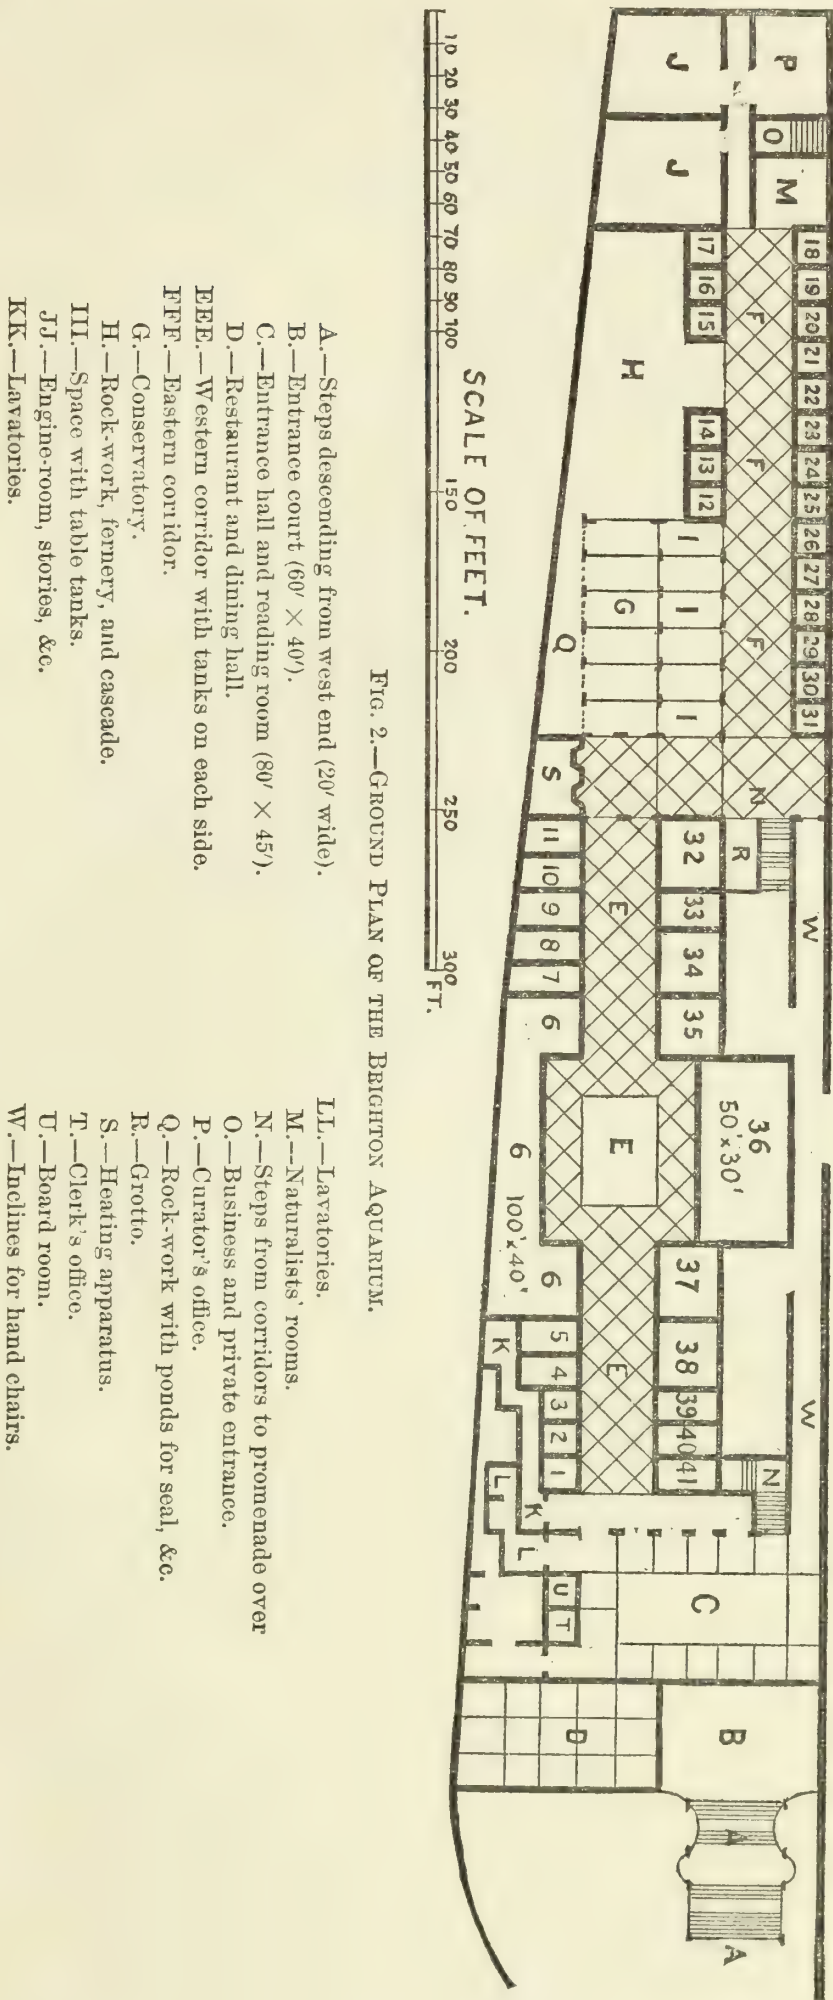 18 19 20 21 22 23 24 25 26 27 28 29 30 31 W W
P O M F F F N R N
36
50' x 30'
J J 17 16 15 14 13 12 I I I 32 33 34 35 37 38 39 40 41 C B A A
H G E E E D
Q S 11 10 9 8 7 6 6 6 5 4 3 2 1 U T
100' x 40'
K K L L
10 20 30 40 50 60 70 80 90 100 150 200 250 300 FT.
SCALE OF FEET.
FIG. 2.—GROUND PLAN OF THE BRIGHTON AQUARIUM.
A.—Steps descending from west end (20' wide).
B.—Entrance court (60' × 40').
C.—Entrance hall and reading room (80' × 45').
D.—Restaurant and dining hall.
EEE.—Western corridor with tanks on each side.
FFF.—Eastern corridor.
G.—Conservatory.
H.—Rock-work, fernery, and cascade.
III.—Space with table tanks.
JJ.—Engine-room, stories, &c.
KK.—Lavatories.
LL.—Lavatories.
M.—Naturalists' rooms.
N.—Steps from corridors to promenade over
O.—Business and private entrance.
P.—Curator's office.
Q.—Rock-work with ponds for seal, &c.
R.—Grotto.
S.—Heating apparatus.
T.—Clerk's office.
U.—Board room.
W.—Inclines for hand chairs.